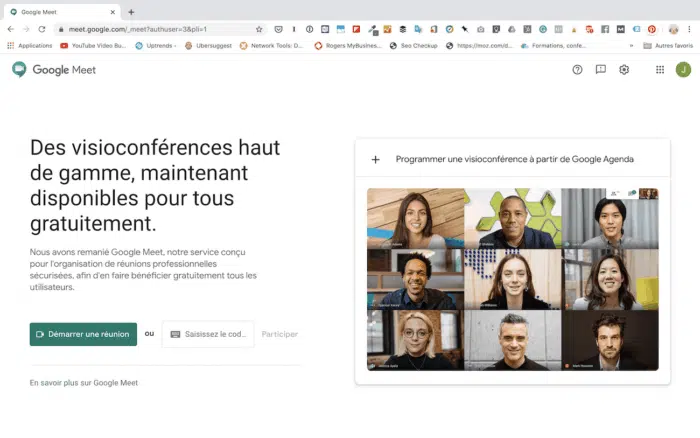 Google Meet
meet.google.com/_meet?authuser=3&pli=1
Applications
YouTube Video Bu...
Uptrends -
Ubersuggest
Network Tools: D...
Rogers MyBusines...
Seo Checkup
https://moz.com/d...
Formations, confe...
Autres favoris
Google Meet
J
Des visioconférences haut
de gamme, maintenant
disponibles pour tous
gratuitement.
Nous avons remanié Google Meet, notre service conçu
pour l'organisation de réunions professionnelles
sécurisées, afin d'en faire bénéficier gratuitement tous les
utilisateurs.
Démarrer une réunion
ou
Saisissez le cod...
Participer
En savoir plus sur Google Meet
Programmer une visioconférence à partir de Google Agenda